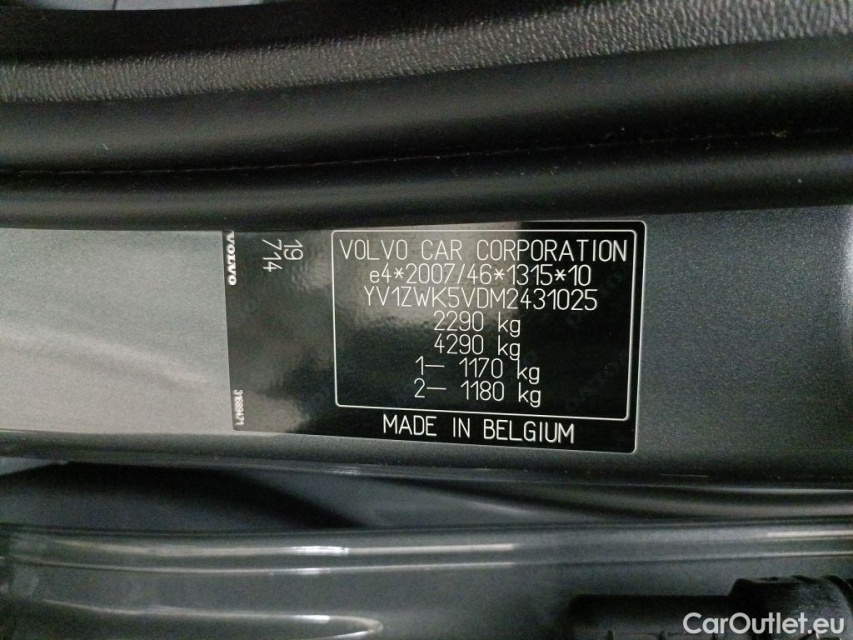 VOLVO
19
714
VOLVO CAR CORPORATION
e4*2007/46*1315*10
YV1ZWK5VDM2431025
2290 kg
4290 kg
1– 1170 kg
2– 1180 kg
MADE IN BELGIUM
CarOutlet.eu